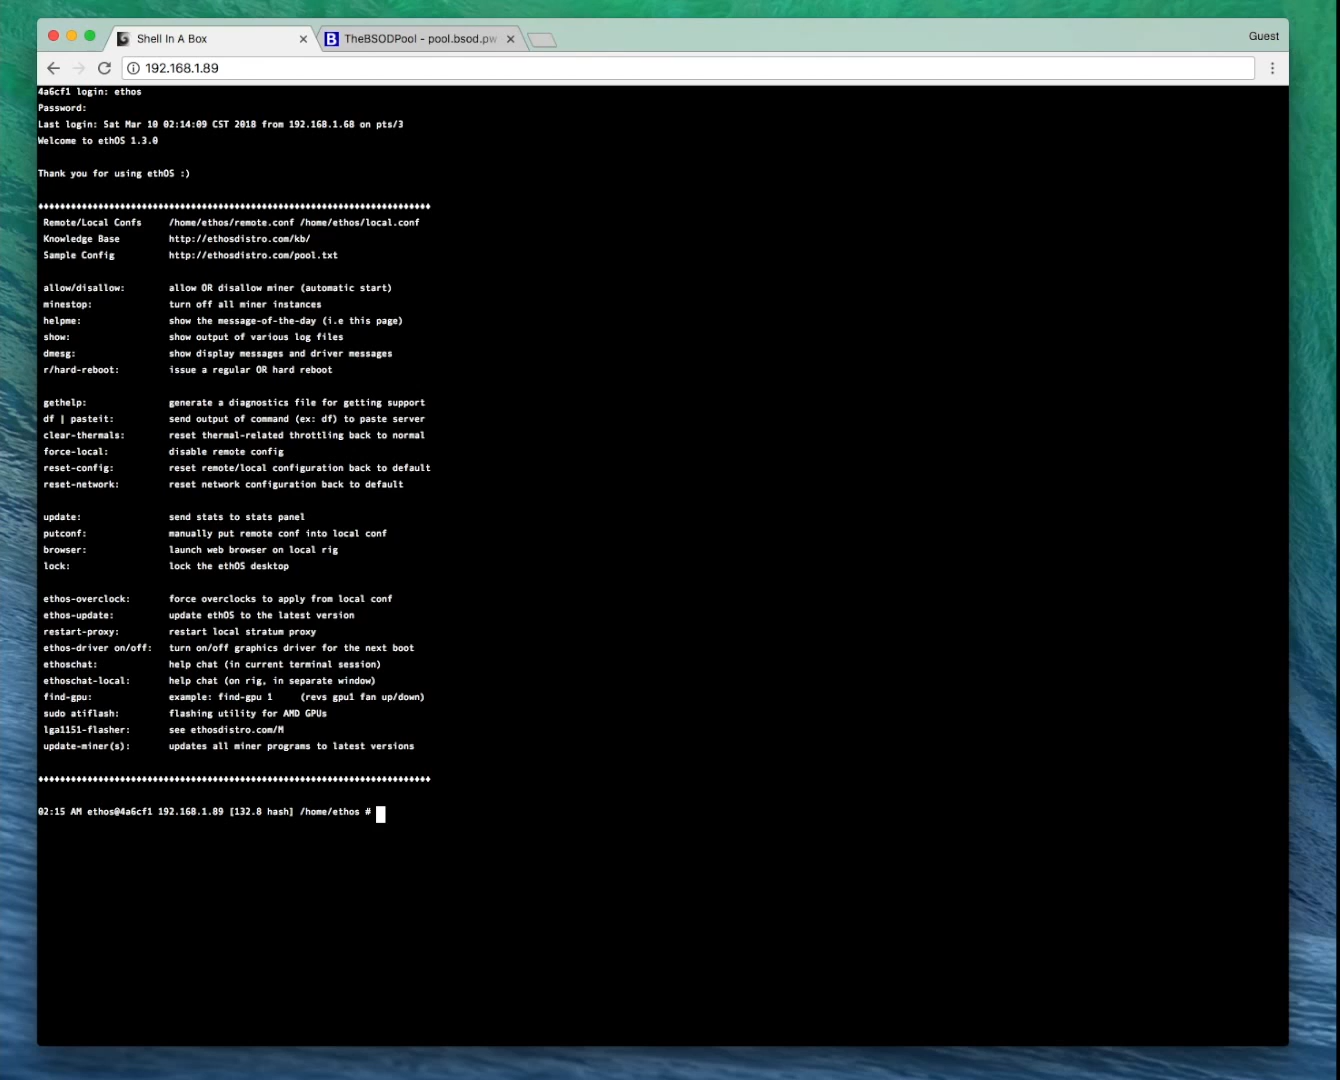 Shell In A Box
TheBSODPool - pool.bsod.pw
Guest
192.168.1.89
4a6cf1 login: ethos
Password:
Last login: Sat Mar 10 02:14:09 CST 2018 from 192.168.1.68 on pts/3
Welcome to ethOS 1.3.0
Thank you for using ethOS :)
Remote/Local Confs /home/ethos/remote.conf /home/ethos/local.conf
Knowledge Base http://ethosdistro.com/kb/
Sample Config http://ethosdistro.com/pool.txt
allow/disallow: allow OR disallow miner (automatic start)
minestop: turn off all miner instances
helpme: show the message-of-the-day (i.e this page)
show: show output of various log files
dmesg: show display messages and driver messages
r/hard-reboot: issue a regular OR hard reboot
gethelp: generate a diagnostics file for getting support
df | pasteit: send output of command (ex: df) to paste server
clear-thermals: reset thermal-related throttling back to normal
force-local: disable remote config
reset-config: reset remote/local configuration back to default
reset-network: reset network configuration back to default
update: send stats to stats panel
putconf: manually put remote conf into local conf
browser: launch web browser on local rig
lock: lock the ethOS desktop
ethos-overclock: force overclocks to apply from local conf
ethos-update: update ethOS to the latest version
restart-proxy: restart local stratum proxy
ethos-driver on/off: turn on/off graphics driver for the next boot
ethoschat: help chat (in current terminal session)
ethoschat-local: help chat (on rig, in separate window)
find-gpu: example: find-gpu 1 (revs gpu1 fan up/down)
sudo atiflash: flashing utility for AMD GPUs
lga1151-flasher: see ethosdistro.com/M
update-miner(s): updates all miner programs to latest versions
02:15 AM ethos@4a6cf1 192.168.1.89 [132.8 hash] /home/ethos #